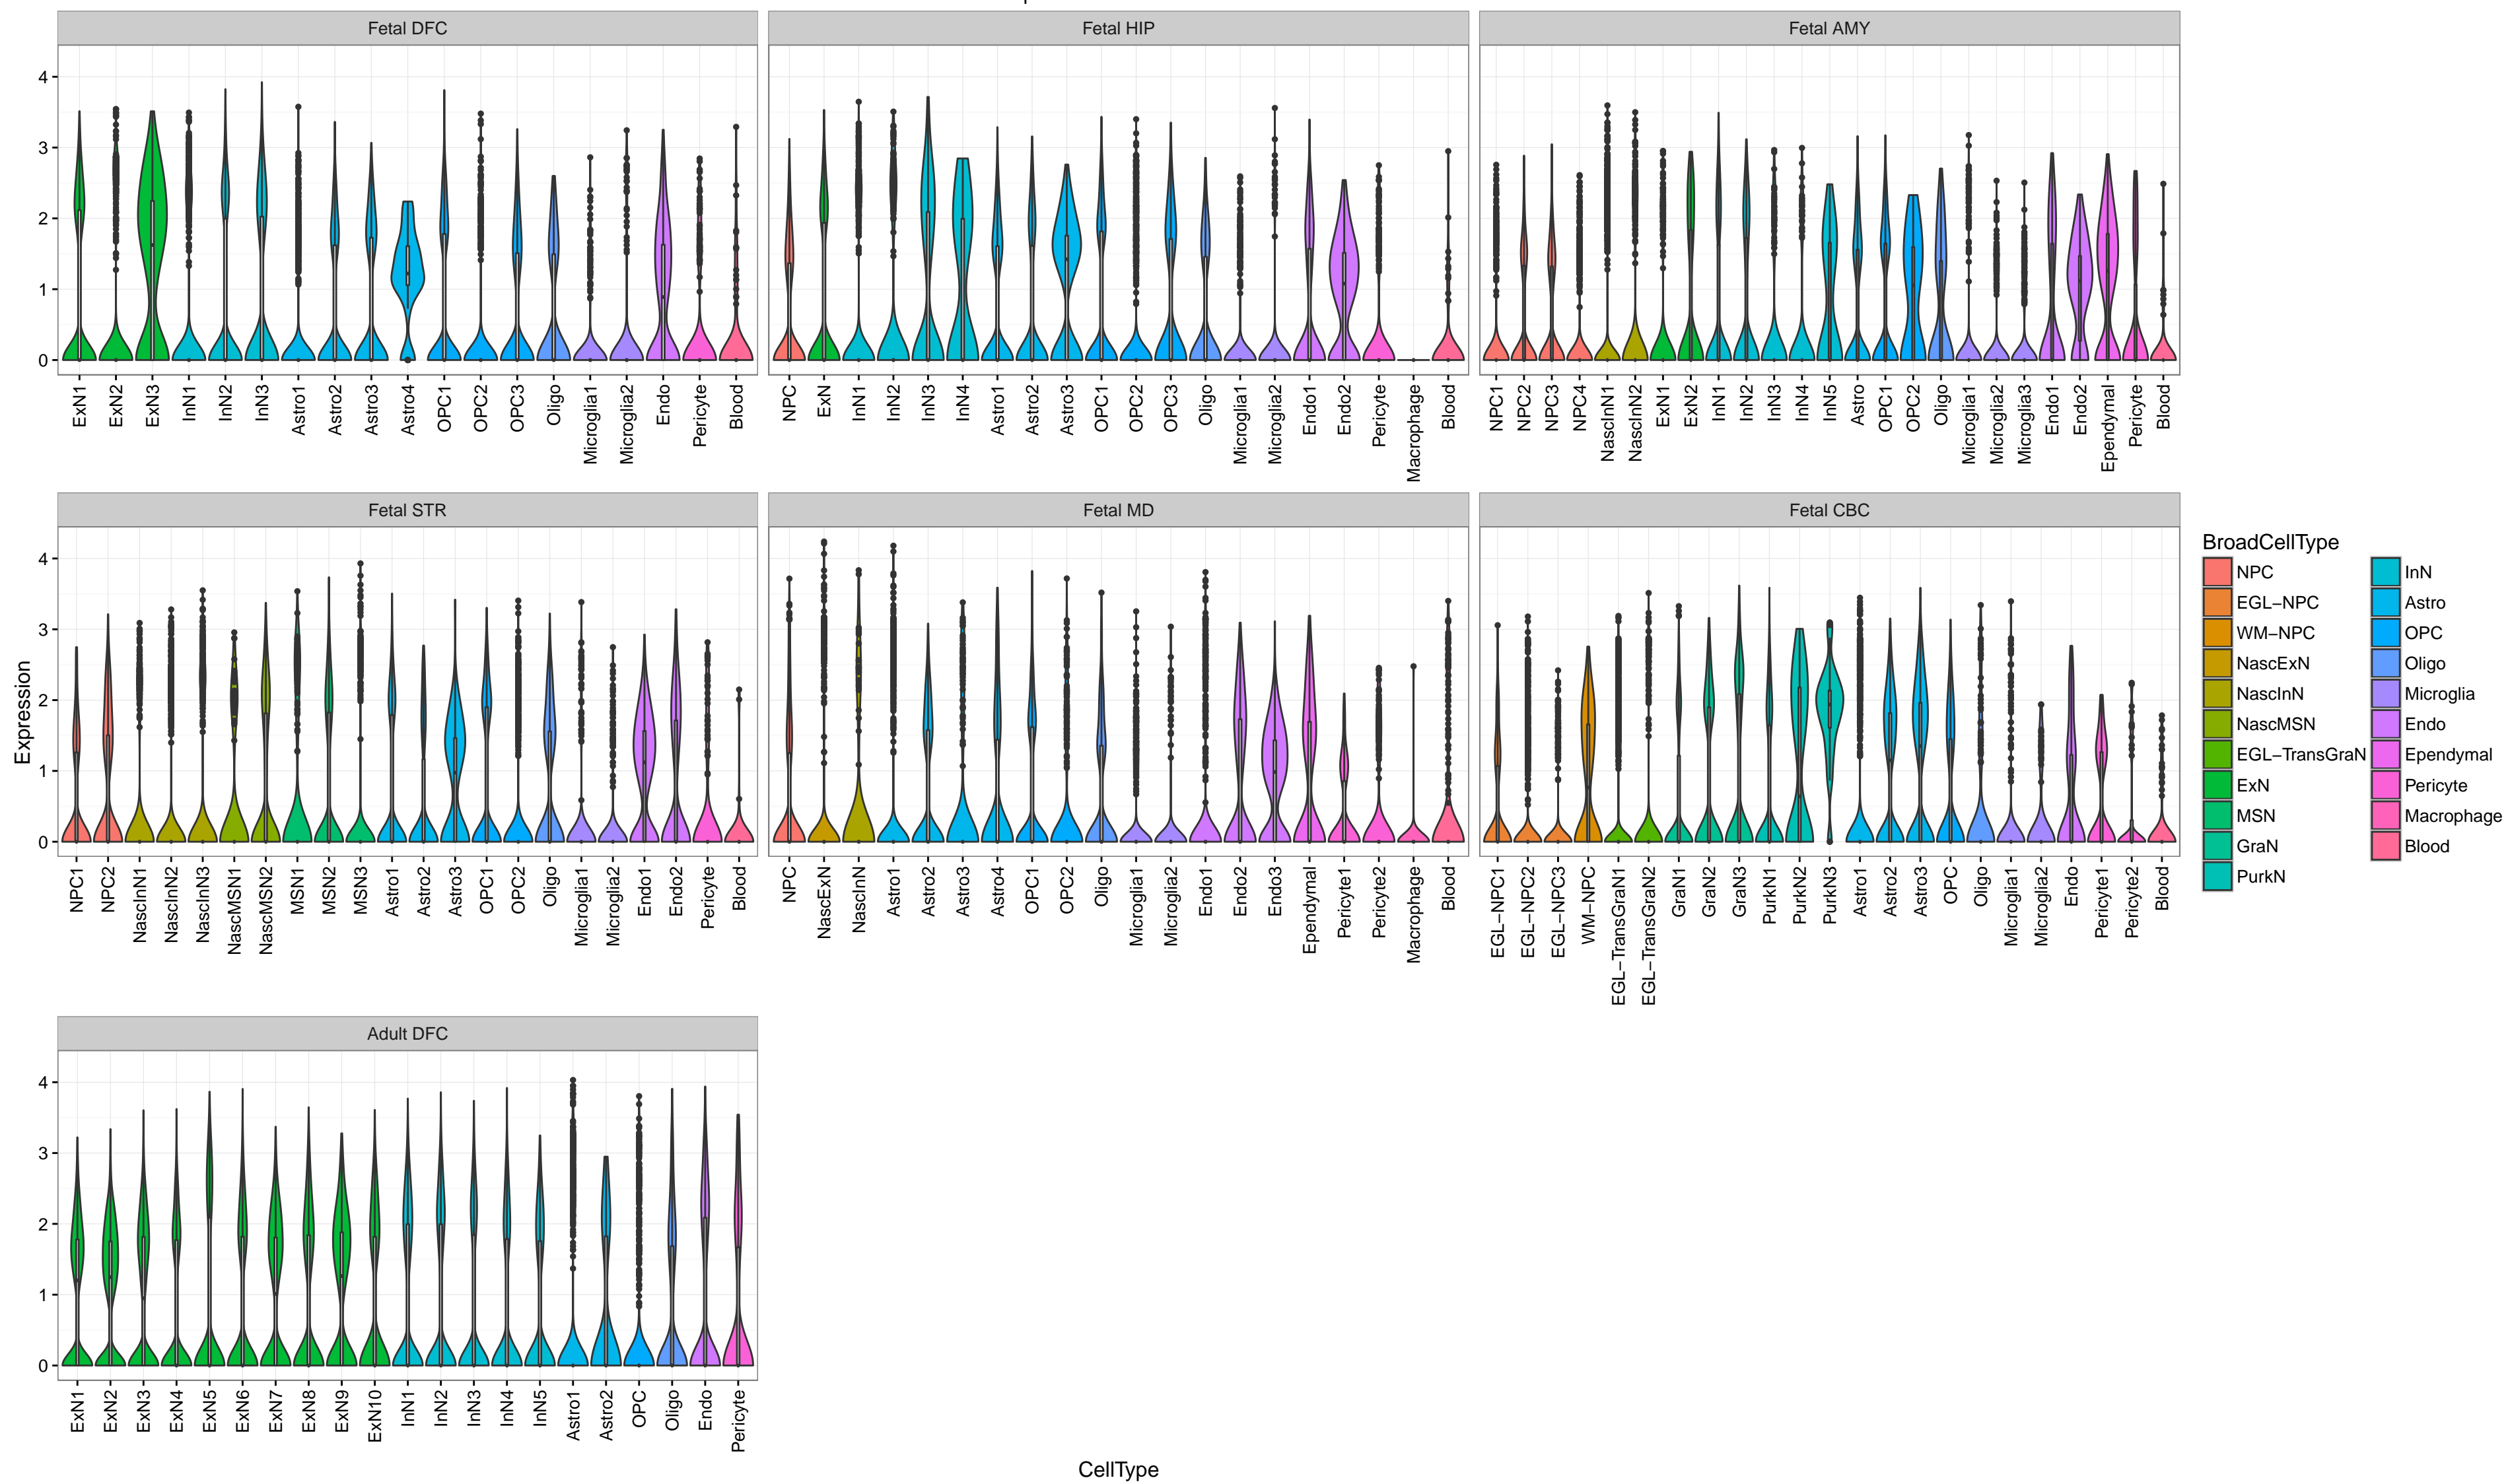 Fetal DFC Fetal HIP Fetal AMY
4
3
2
1
0
ExN1 ExN2 ExN3 InN1 InN2 InN3 Astro1 Astro2 Astro3 Astro4 OPC1 OPC2 OPC3 Oligo Microglia1 Microglia2 Endo Pericyte Blood
NPC ExN InN1 InN2 InN3 InN4 Astro1 Astro2 Astro3 OPC1 OPC2 OPC3 Oligo Microglia1 Microglia2 Endo1 Endo2 Pericyte Macrophage Blood
NPC1 NPC2 NPC3 NPC4 NascInN1 NascInN2 ExN1 ExN2 InN1 InN2 InN3 InN4 InN5 Astro OPC1 OPC2 Oligo Microglia1 Microglia2 Microglia3 Endo1 Endo2 Ependymal Pericyte Blood
Fetal STR Fetal MD Fetal CBC
4
3
2
1
0
Expression
NPC1 NPC2 NascInN1 NascInN2 NascInN3 NascMSN1 NascMSN2 MSN1 MSN2 MSN3 Astro1 Astro2 Astro3 OPC1 OPC2 Oligo Microglia1 Microglia2 Endo1 Endo2 Pericyte Blood
NPC NascExN NascInN Astro1 Astro2 Astro3 Astro4 OPC1 OPC2 Oligo Microglia1 Microglia2 Endo1 Endo2 Endo3 Ependymal Pericyte1 Pericyte2 Macrophage Blood
EGL−NPC1 EGL−NPC2 EGL−NPC3 WM−NPC EGL−TransGraN1 EGL−TransGraN2 GraN1 GraN2 GraN3 PurkN1 PurkN2 PurkN3 Astro1 Astro2 Astro3 OPC Oligo Microglia1 Microglia2 Endo Pericyte1 Pericyte2 Blood
BroadCellType
NPC InN
EGL−NPC Astro
WM−NPC OPC
NascExN Oligo
NascInN Microglia
NascMSN Endo
EGL−TransGraN Ependymal
ExN Pericyte
MSN Macrophage
GraN Blood
PurkN
Adult DFC
4
3
2
1
0
ExN1 ExN2 ExN3 ExN4 ExN5 ExN6 ExN7 ExN8 ExN9 ExN10 InN1 InN2 InN3 InN4 InN5 Astro1 Astro2 OPC Oligo Endo Pericyte
CellType